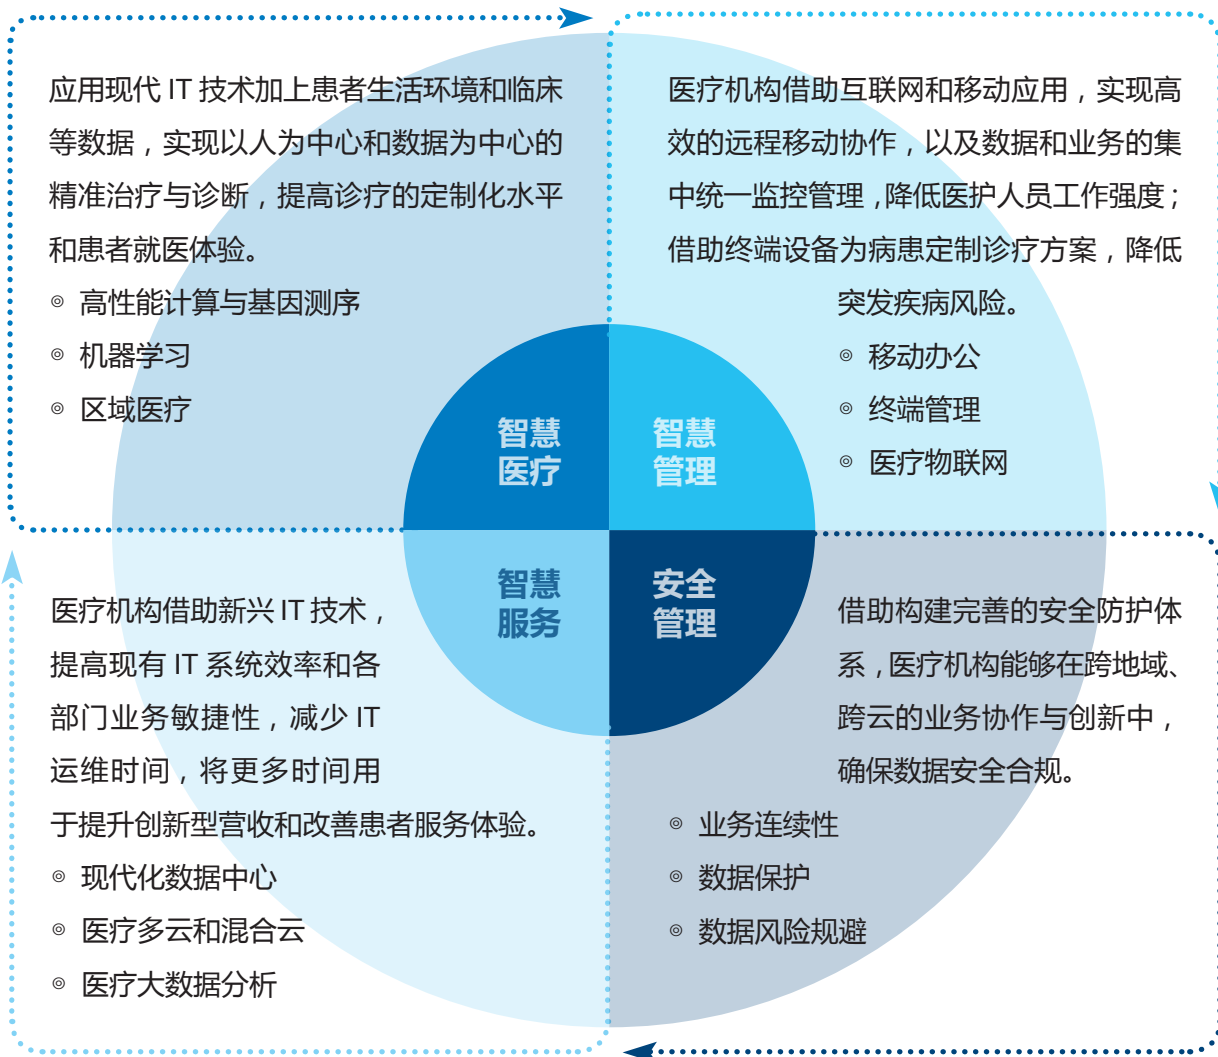 应用现代 IT 技术加上患者生活环境和临床
等数据，实现以人为中心和数据为中心的
精准治疗与诊断，提高诊疗的定制化水平
和患者就医体验。
◎ 高性能计算与基因测序
◎ 机器学习
◎ 区域医疗
医疗机构借助互联网和移动应用，实现高
效的远程移动协作，以及数据和业务的集
中统一监控管理，降低医护人员工作强度；
借助终端设备为病患定制诊疗方案，降低
突发疾病风险。
◎ 移动办公
◎ 终端管理
◎ 医疗物联网
智慧
医疗
智慧
管理
智慧
服务
安全
管理
医疗机构借助新兴 IT 技术，
提高现有 IT 系统效率和各
部门业务敏捷性，减少 IT
运维时间，将更多时间用
于提升创新型营收和改善患者服务体验。
◎ 现代化数据中心
◎ 医疗多云和混合云
◎ 医疗大数据分析
借助构建完善的安全防护体
系，医疗机构能够在跨地域、
跨云的业务协作与创新中，
确保数据安全合规。
◎ 业务连续性
◎ 数据保护
◎ 数据风险规避